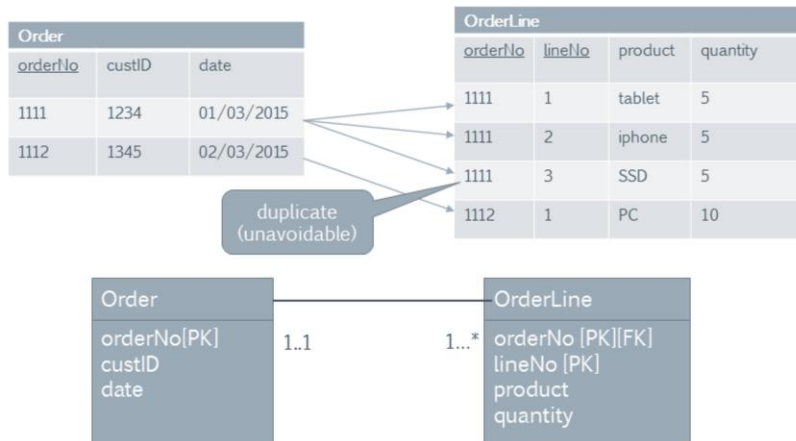 Order
orderNo custID date
1111 1234 01/03/2015
1112 1345 02/03/2015
OrderLine
orderNo lineNo product quantity
1111 1 tablet 5
1111 2 iphone 5
1111 3 SSD 5
1112 1 PC 10
duplicate
(unavoidable)
Order
orderNo[PK]
custID
date
1..1
1...*
OrderLine
orderNo [PK][FK]
lineNo [PK]
product
quantity